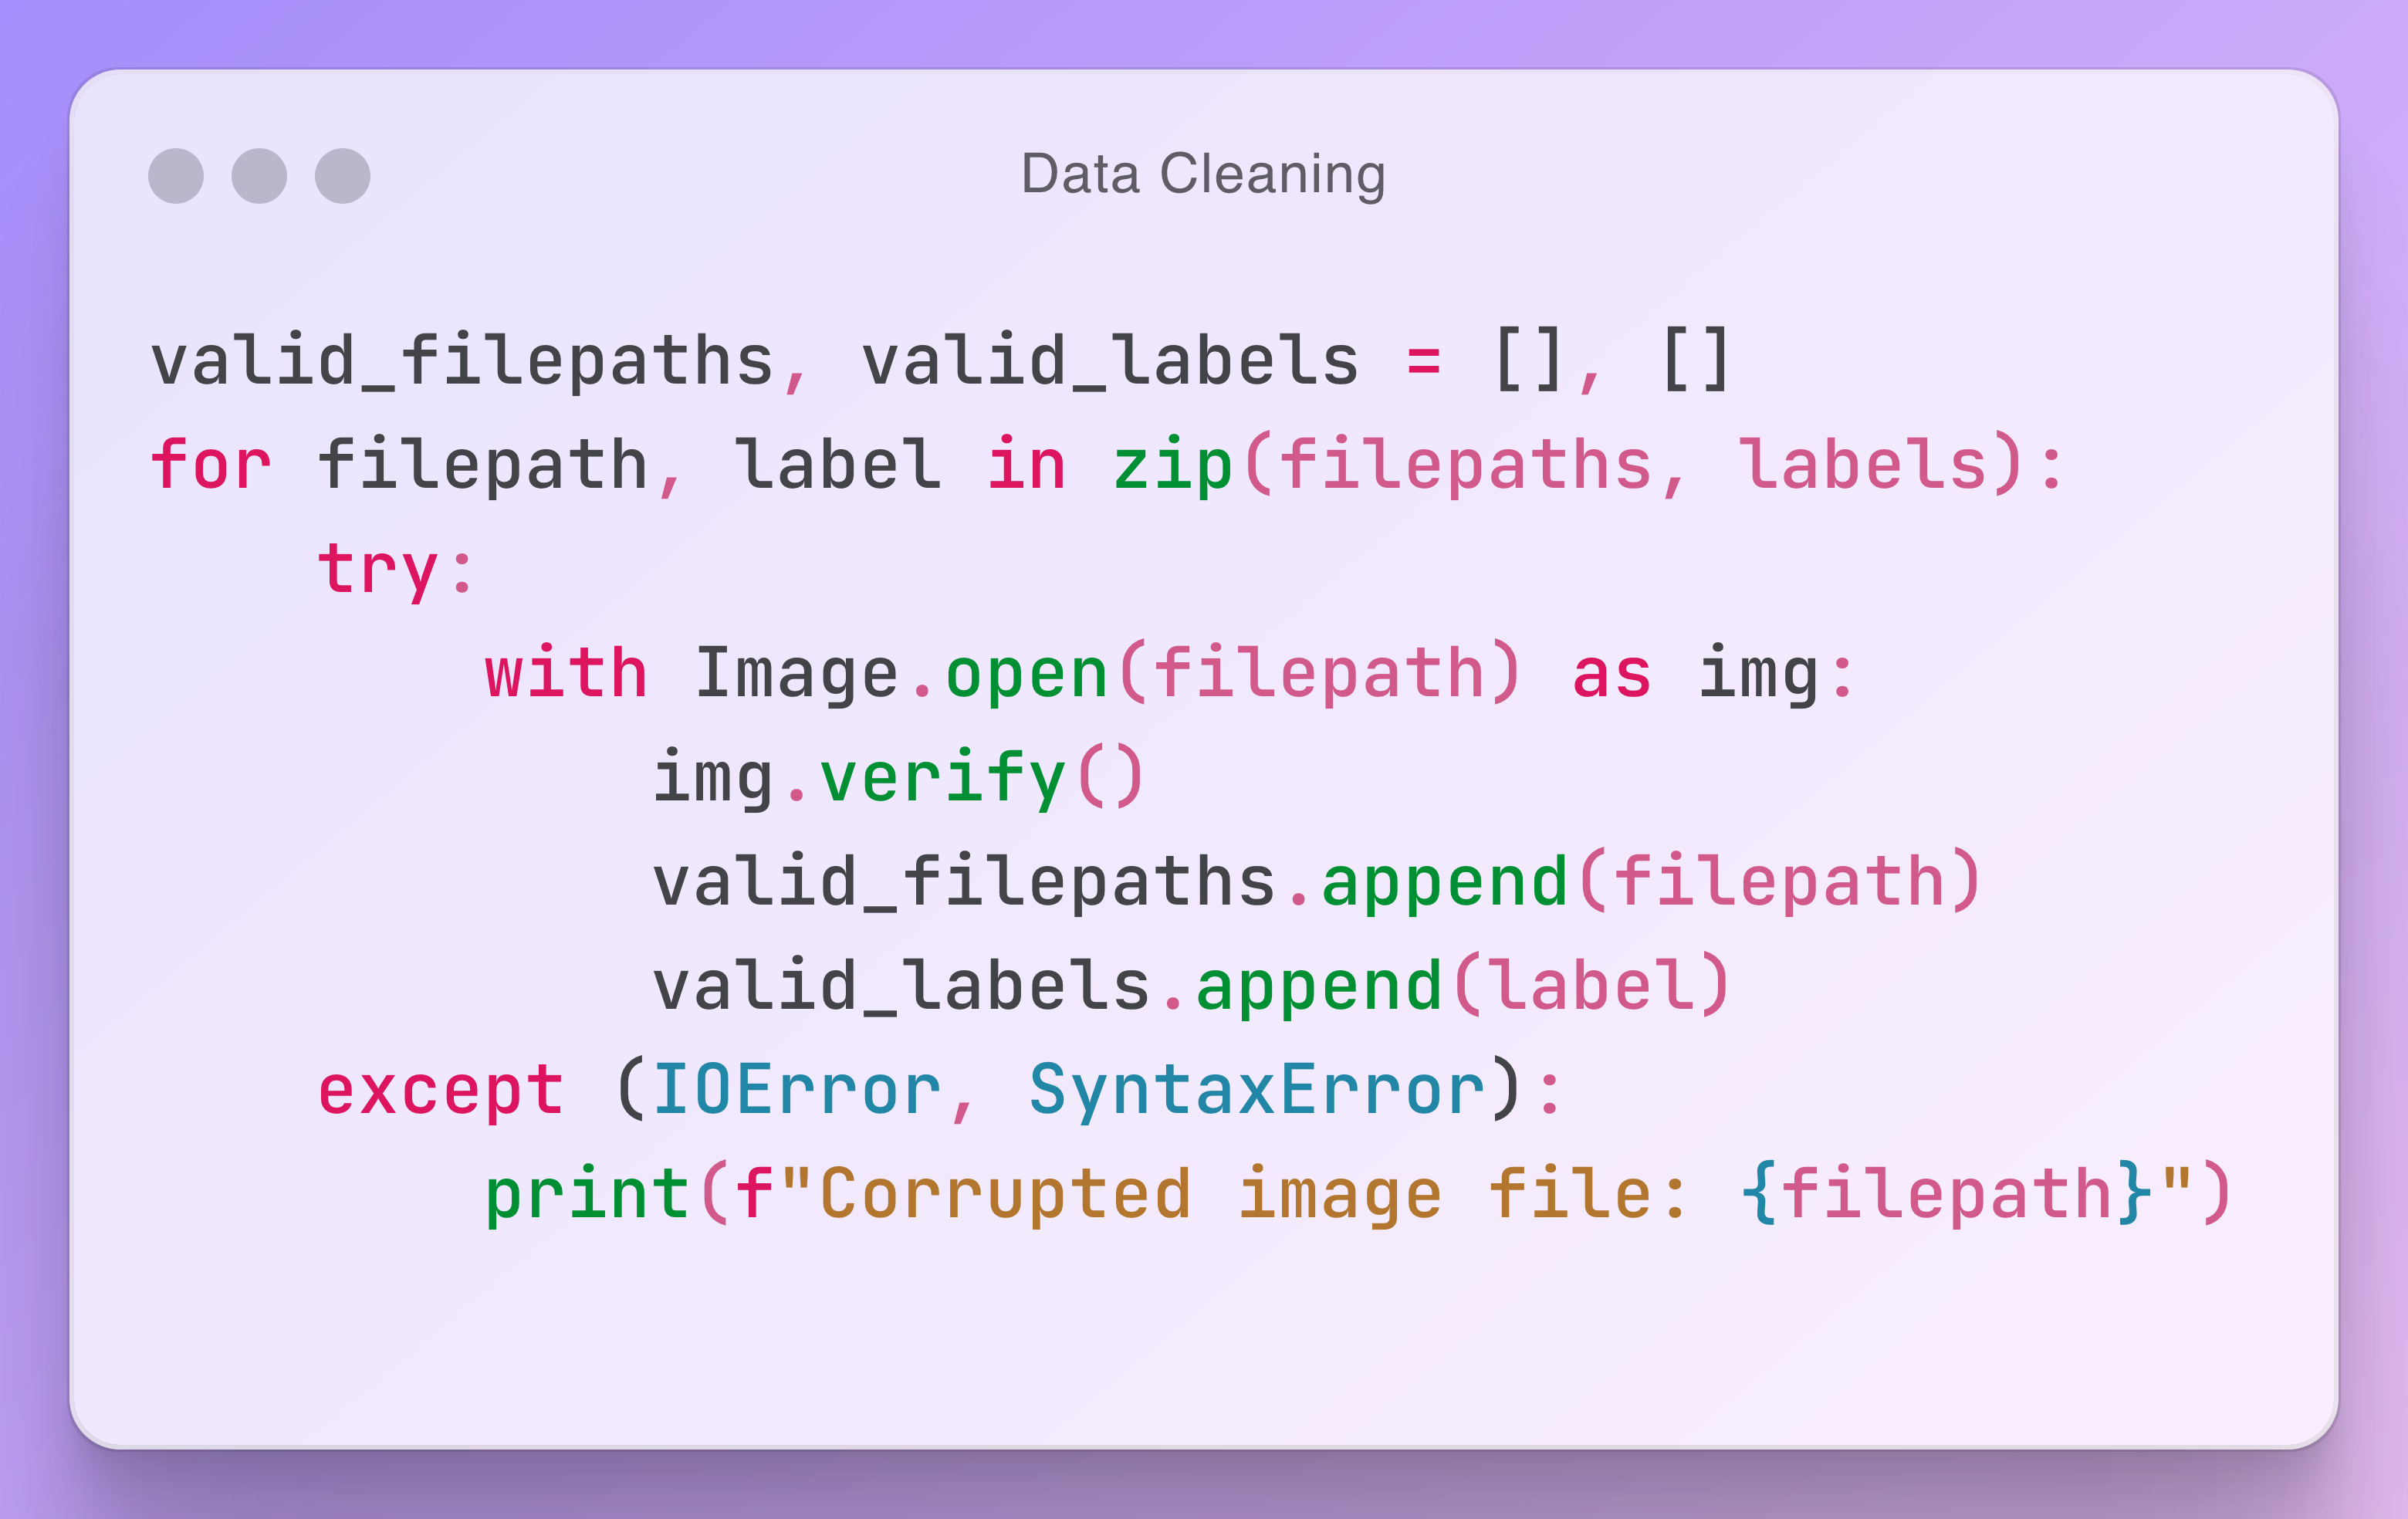 Data Cleaning
valid_filepaths, valid_labels = [], []
for filepath, label in zip(filepaths, labels):
    try:
        with Image.open(filepath) as img:
            img.verify()
            valid_filepaths.append(filepath)
            valid_labels.append(label)
    except (IOError, SyntaxError):
        print(f"Corrupted image file: {filepath}")